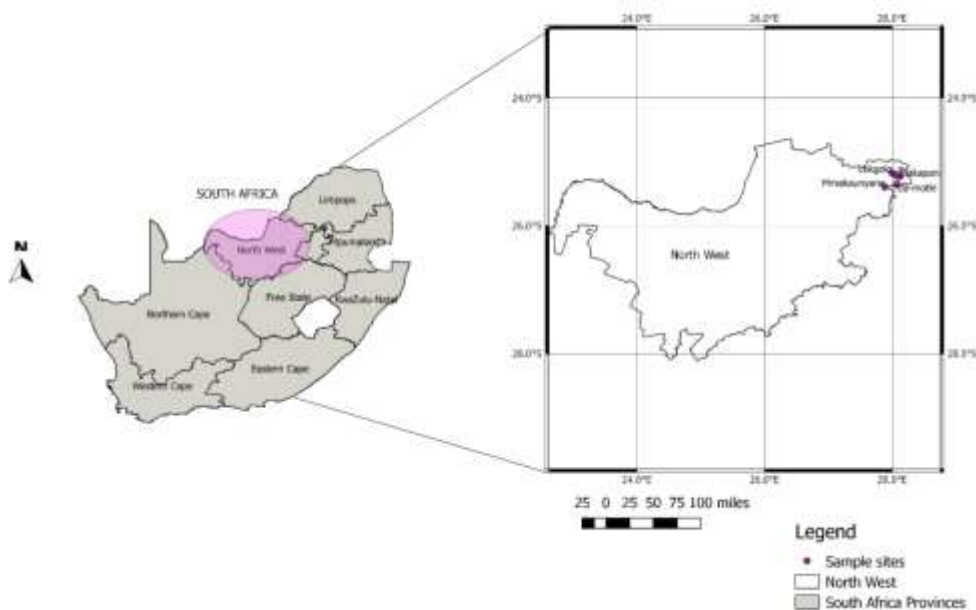 24.0°E 26.0°E 28.0°E
24.0°S 24.0°S
SOUTH AFRICA
Limpopo
N
North West
Mpumalanga
Free State
KwaZulu-Natal
Northern Cape
Eastern Cape
Western Cape
Ga-motle
26.0°S 26.0°S
North West
28.0°S 28.0°S
24.0°E 26.0°E 28.0°E
25 0 25 50 75 100 miles
Legend
Sample sites
North West
South Africa Provinces